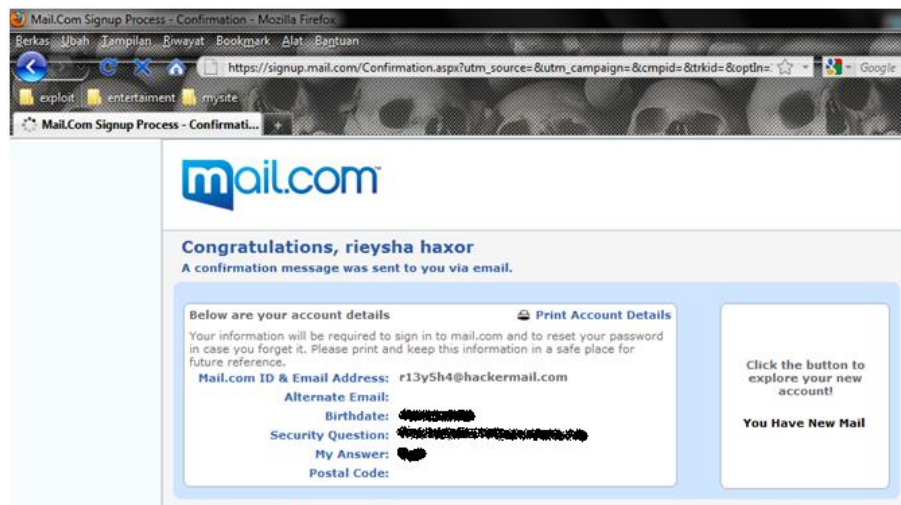 Mail.Com Signup Process - Confirmation - Mozilla Firefox
Berkas Ubah Tampilan Riwayat Bookmark Alat Bantuan
https://signup.mail.com/Confirmation.aspx?utm_source=&utm_campaign=&cmpid=&trkid=&optIn= Google
exploit entertaiment mysite
Mail.Com Signup Process - Confirmati...
mail.com
Congratulations, rieysha haxor
A confirmation message was sent to you via email.
Below are your account details Print Account Details
Your information will be required to sign in to mail.com and to reset your password
in case you forget it. Please print and keep this information in a safe place for
future reference.
Mail.com ID & Email Address: r13y5h4@hackermail.com
Alternate Email:
Birthdate:
Security Question:
My Answer:
Postal Code:
Click the button to
explore your new
account!
You Have New Mail